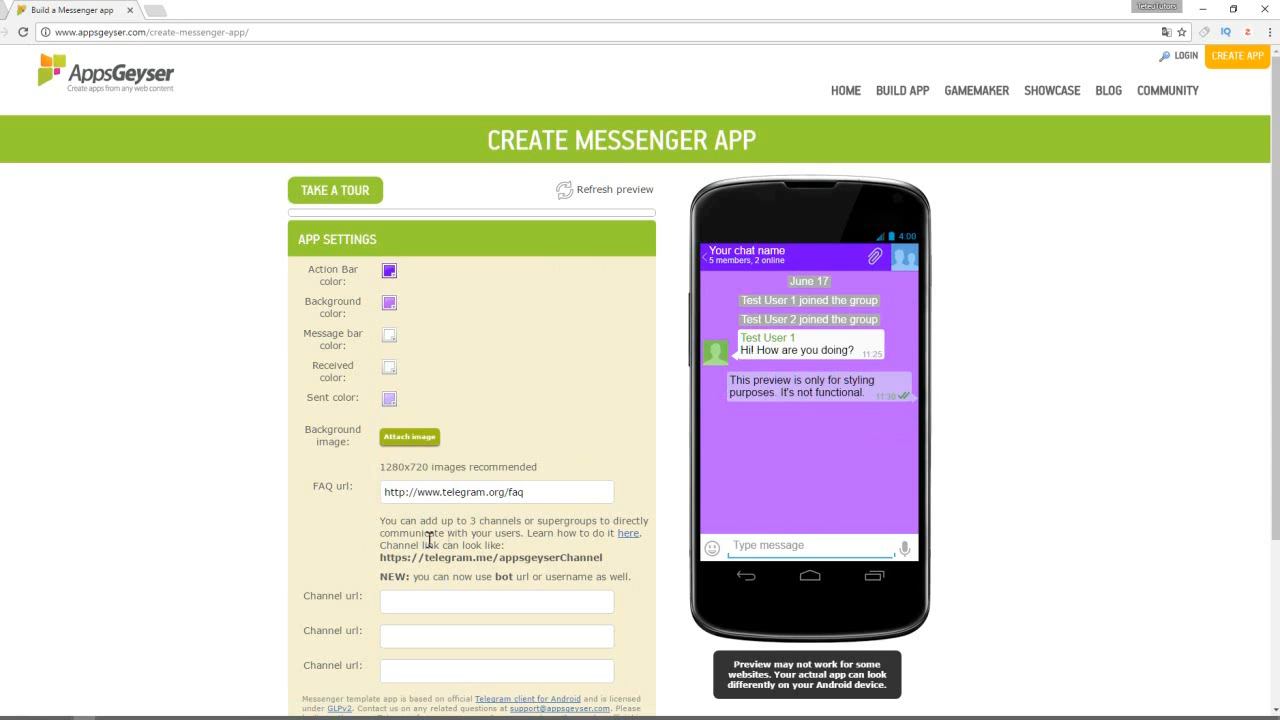 Build a Messenger app
TetedTutors
www.appsgeyser.com/create-messenger-app/
IQ
LOGIN
CREATE APP
AppsGeyser
Create apps from any web content
HOME
BUILD APP
GAMEMAKER
SHOWCASE
BLOG
COMMUNITY
CREATE MESSENGER APP
TAKE A TOUR
Refresh preview
APP SETTINGS
Action Bar
color:
Background
color:
Message bar
color:
Received
color:
Sent color:
Background
image:
Attach image
1280x720 images recommended
FAQ url:
http://www.telegram.org/faq
You can add up to 3 channels or supergroups to directly
communicate with your users. Learn how to do it here.
Channel link can look like:
https://telegram.me/appsgeyserChannel
NEW: you can now use bot url or username as well.
Channel url:
Channel url:
Channel url:
Messenger template app is based on official Telegram client for Android and is licensed
under GLPv2. Contact us on any related questions at support@appsgeyser.com. Please
4:00
Your chat name
5 members, 2 online
June 17
Test User 1 joined the group
Test User 2 joined the group
Test User 1
Hi! How are you doing?
11:25
This preview is only for styling
purposes. It's not functional.
11:30
Type message
Preview may not work for some
websites. Your actual app can look
differently on your Android device.